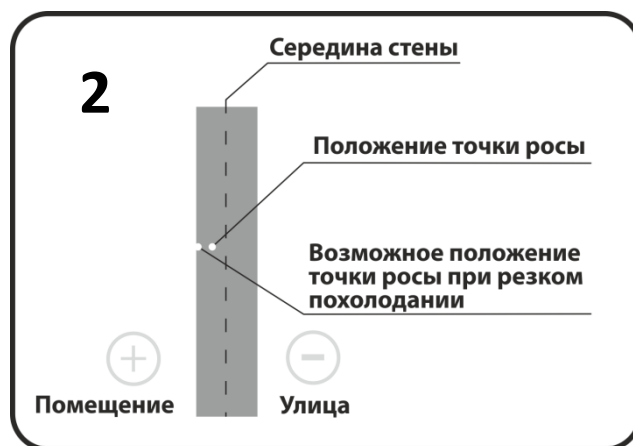 2
Середина стены
Положение точки росы
Возможное положение
точки росы при резком
похолодании
Помещение
Улица